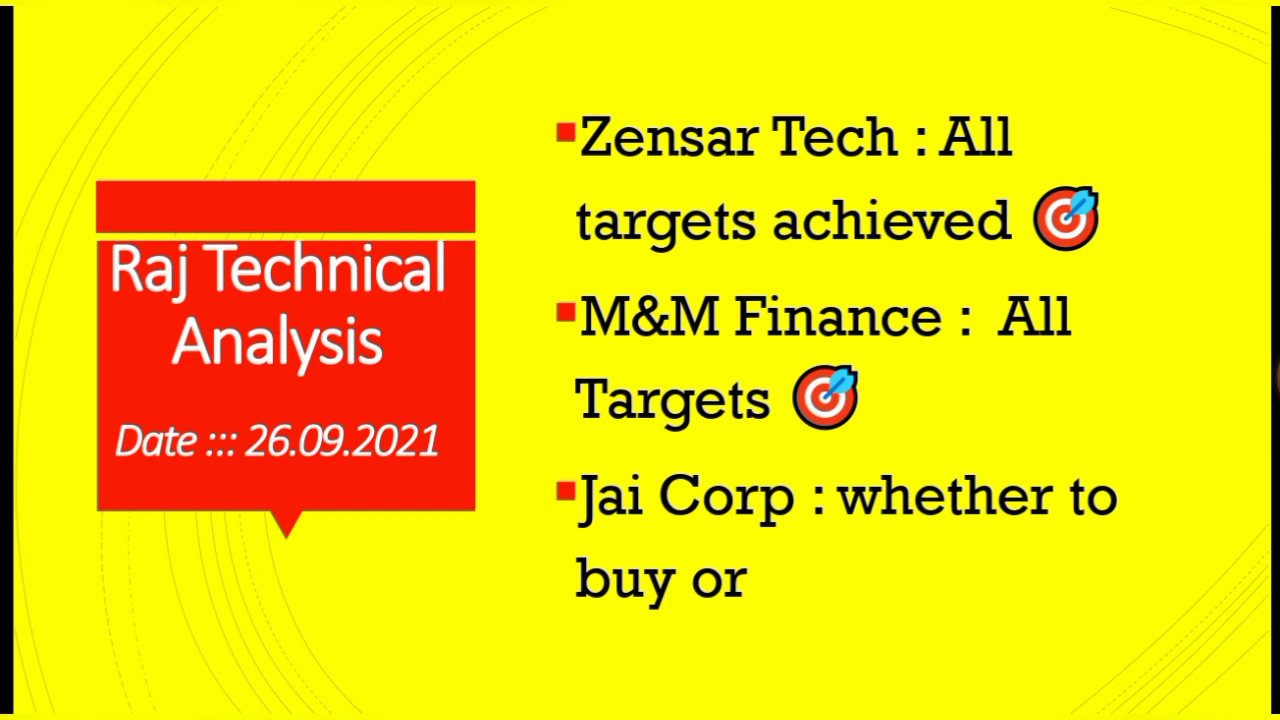 Raj Technical
Analysis
Date ::: 26.09.2021
Zensar Tech : All
targets achieved 🎯
M&M Finance : All
Targets 🎯
Jai Corp : whether to
buy or